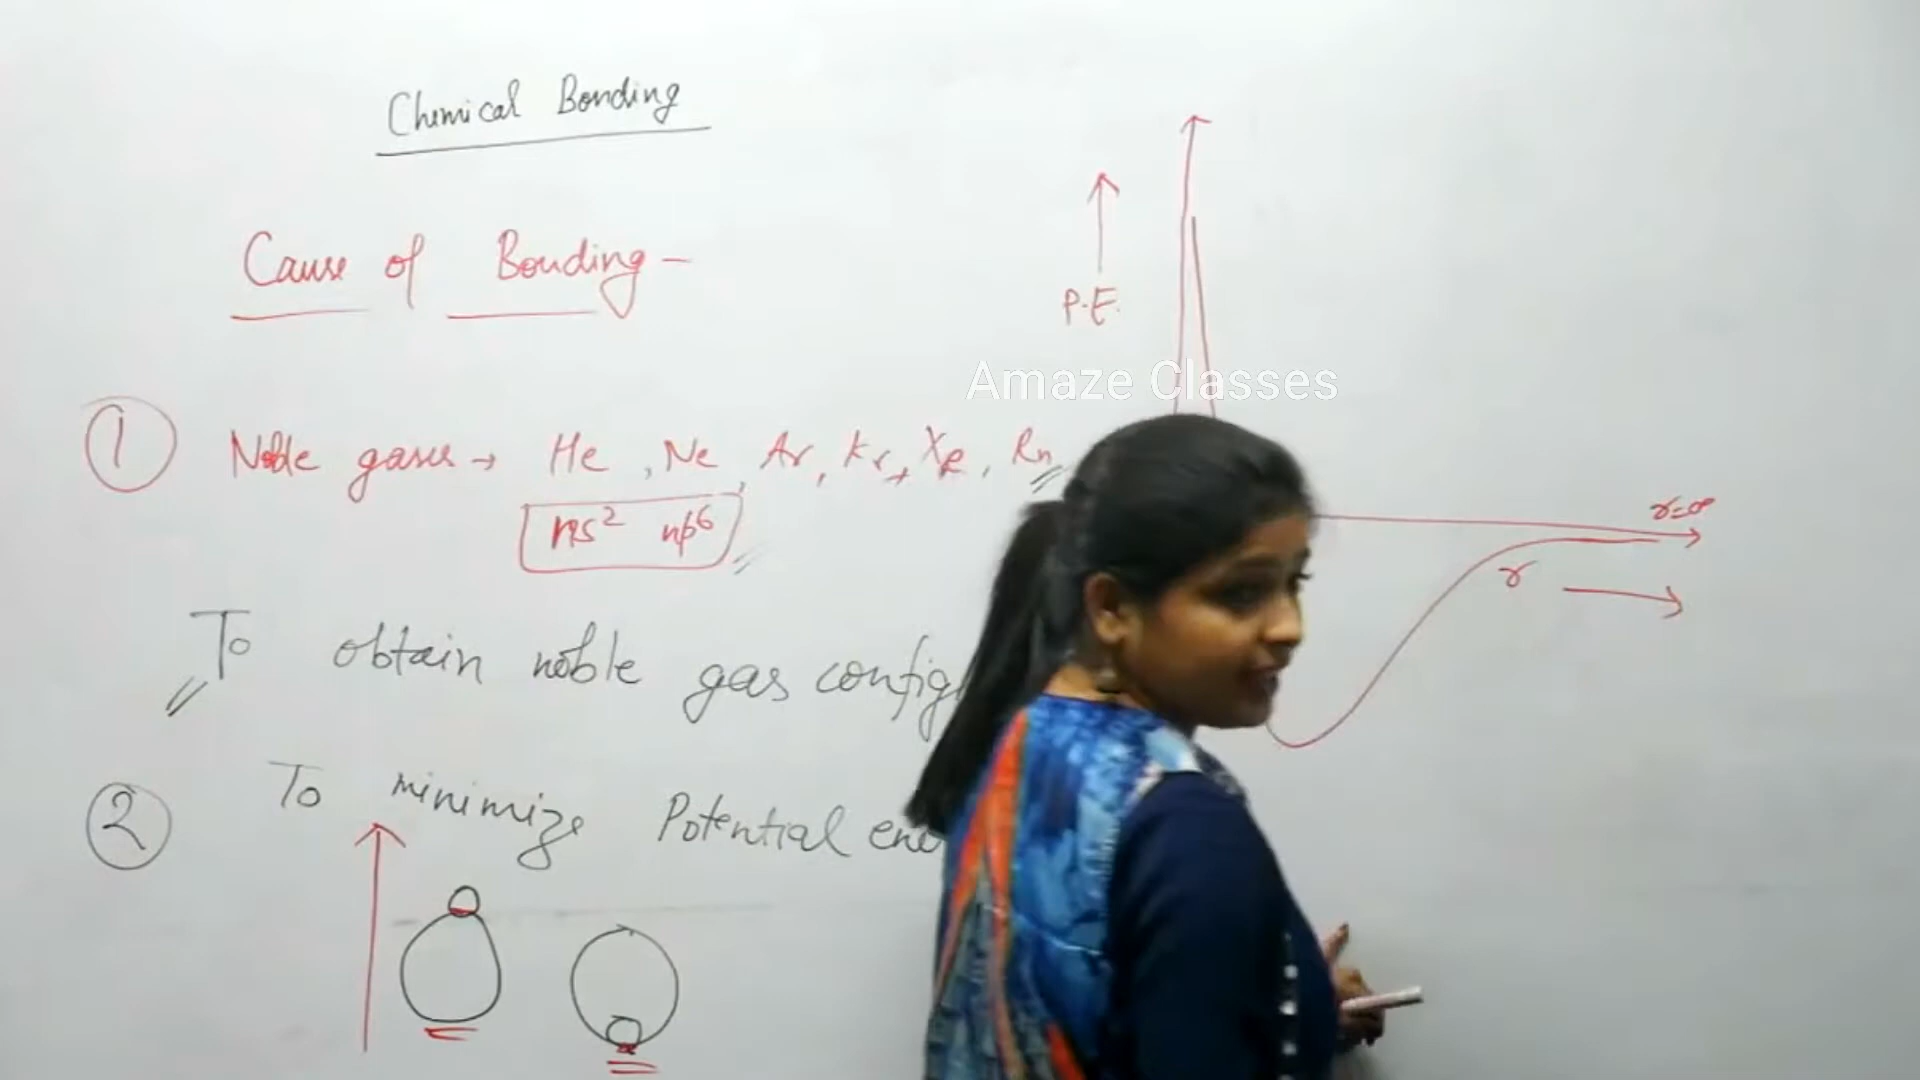 Chemical Bonding
Cause of Bonding-
P.E.
Amaze Classes
① Noble gases → He, Ne, Ar, Kr, Xe, Rn
ns² np⁶
r=∞
r →
To obtain noble gas config
② To minimize Potential ene